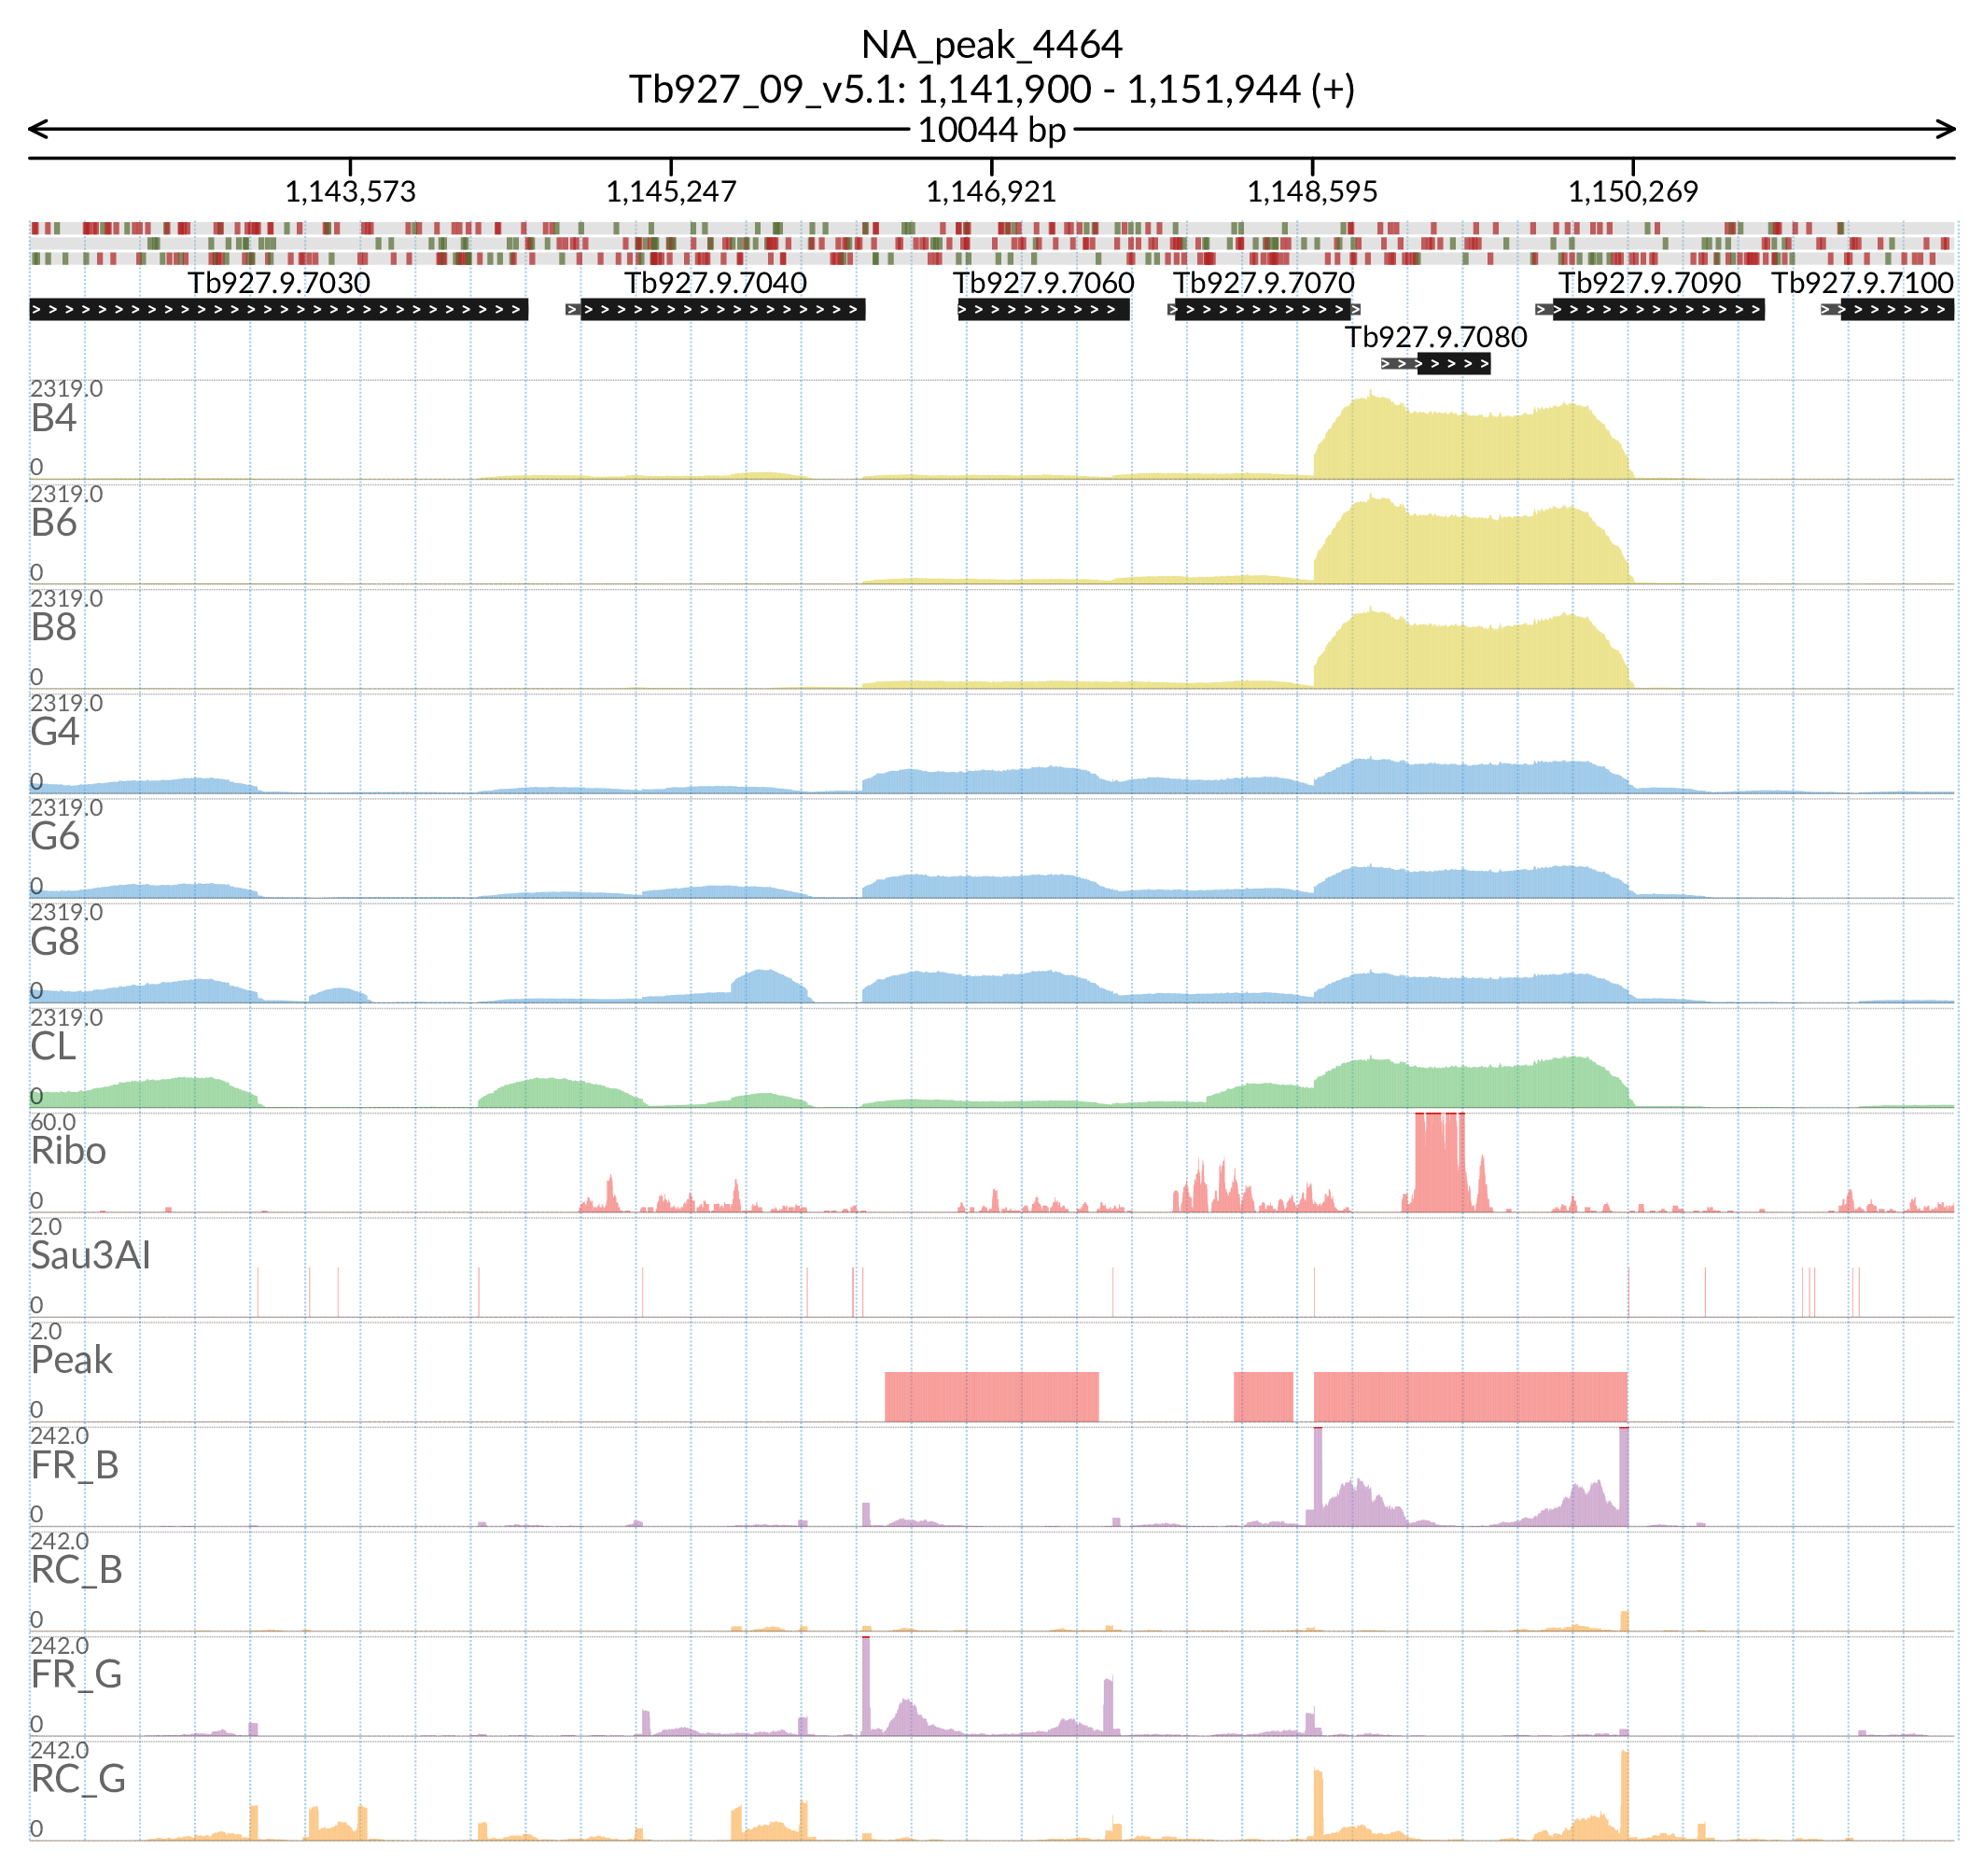 NA_peak_4464
Tb927_09_v5.1: 1,141,900 - 1,151,944 (+)
10044 bp
1,143,573 1,145,247 1,146,921 1,148,595 1,150,269
Tb927.9.7030 Tb927.9.7040 Tb927.9.7060 Tb927.9.7070 Tb927.9.7090 Tb927.9.7100
Tb927.9.7080
2319.0
B4
0
2319.0
B6
0
2319.0
B8
0
2319.0
G4
0
2319.0
G6
0
2319.0
G8
0
2319.0
CL
0
60.0
Ribo
0
2.0
Sau3AI
0
2.0
Peak
0
242.0
FR_B
0
242.0
RC_B
0
242.0
FR_G
0
242.0
RC_G
0